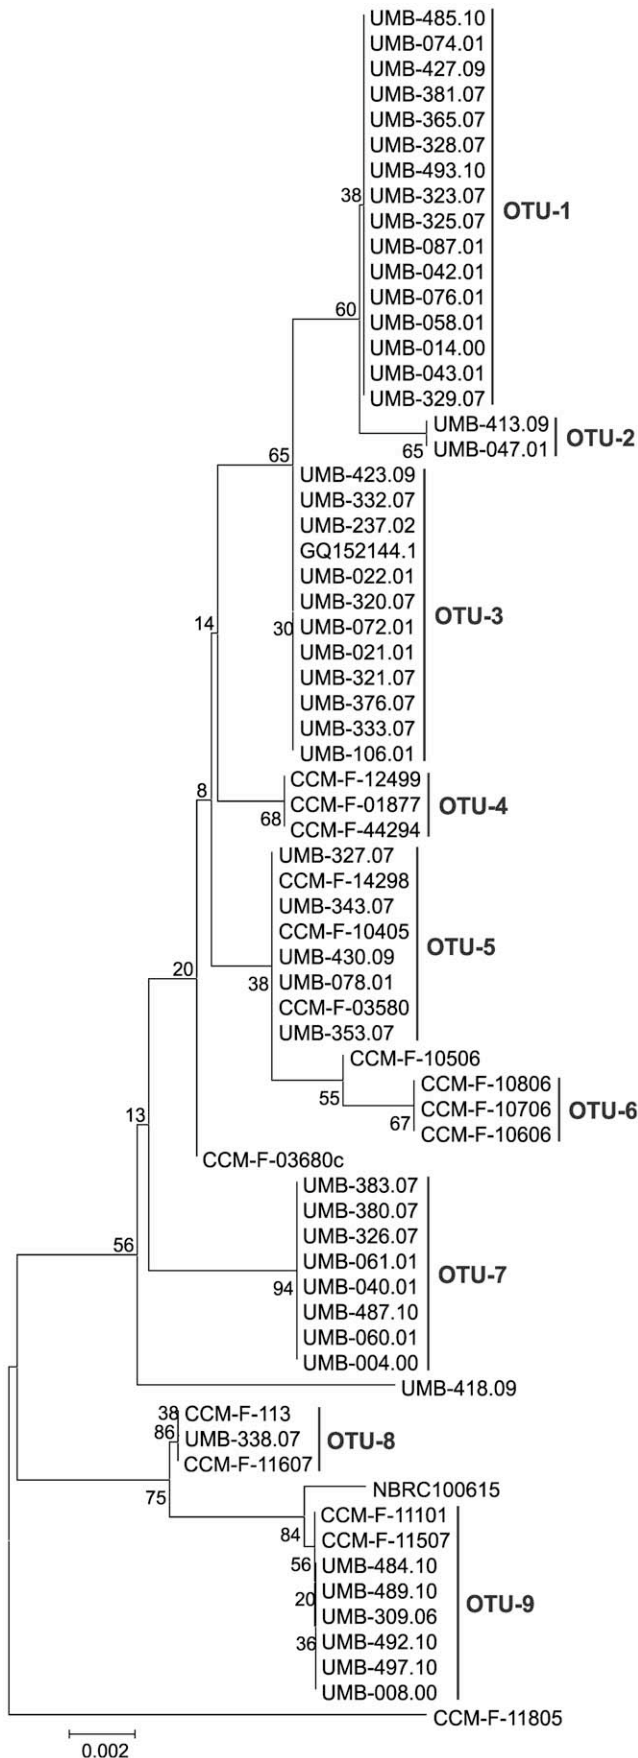 UMB-485.10
UMB-074.01
UMB-427.09
UMB-381.07
UMB-365.07
UMB-328.07
UMB-493.10
38 UMB-323.07
OTU-1
UMB-325.07
UMB-087.01
UMB-042.01
UMB-076.01
60
UMB-058.01
UMB-014.00
UMB-043.01
UMB-329.07
UMB-413.09
OTU-2
65 UMB-047.01
65
UMB-423.09
UMB-332.07
UMB-237.02
GQ152144.1
UMB-022.01
UMB-320.07
OTU-3
14
30 UMB-072.01
UMB-021.01
UMB-321.07
UMB-376.07
UMB-333.07
UMB-106.01
CCM-F-12499
8
CCM-F-01877 OTU-4
68 CCM-F-44294
UMB-327.07
CCM-F-14298
UMB-343.07
CCM-F-10405
OTU-5
UMB-430.09
20
38 UMB-078.01
CCM-F-03580
UMB-353.07
CCM-F-10506
CCM-F-10806
55
CCM-F-10706 OTU-6
13
67 CCM-F-10606
CCM-F-03680c
UMB-383.07
UMB-380.07
UMB-326.07
56
UMB-061.01
OTU-7
94 UMB-040.01
UMB-487.10
UMB-060.01
UMB-004.00
UMB-418.09
38 CCM-F-113
86 UMB-338.07 OTU-8
CCM-F-11607
75
NBRC100615
CCM-F-11101
84 CCM-F-11507
56 UMB-484.10
20 UMB-489.10
OTU-9
UMB-309.06
36 UMB-492.10
UMB-497.10
UMB-008.00
CCM-F-11805
0.002